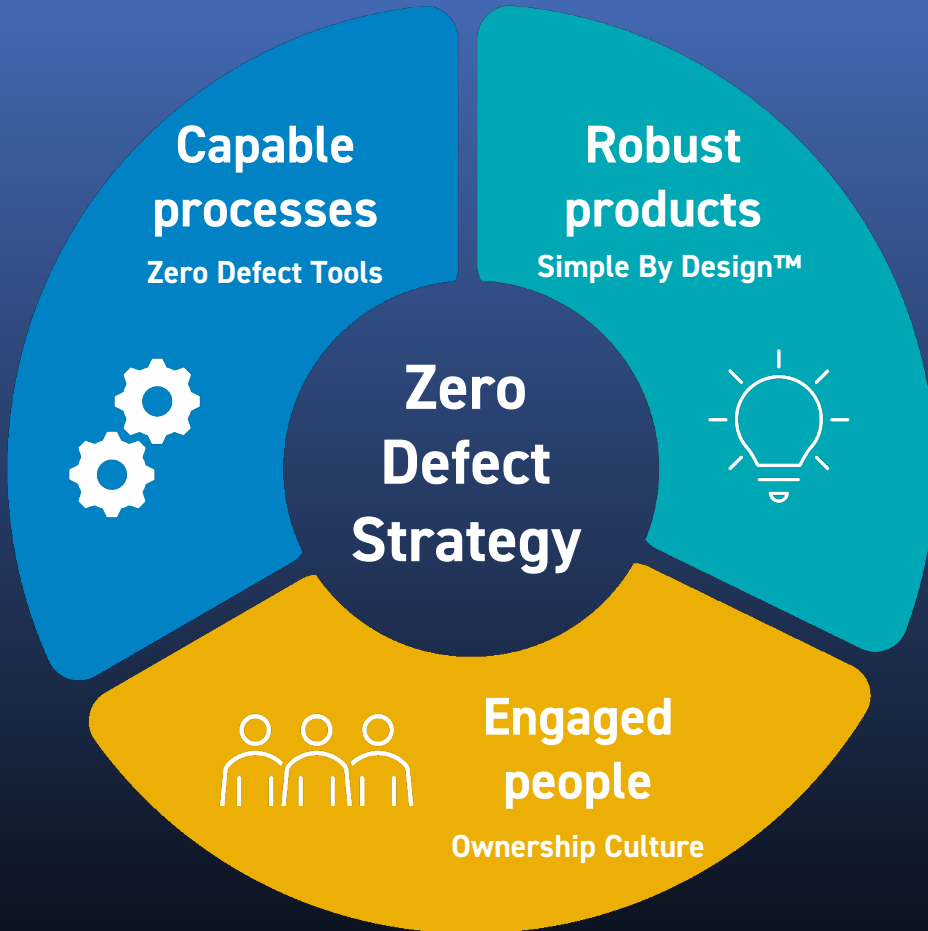 Capable
processes
Zero Defect Tools
Robust
products
Simple By Design™
Zero
Defect
Strategy
Engaged
people
Ownership Culture